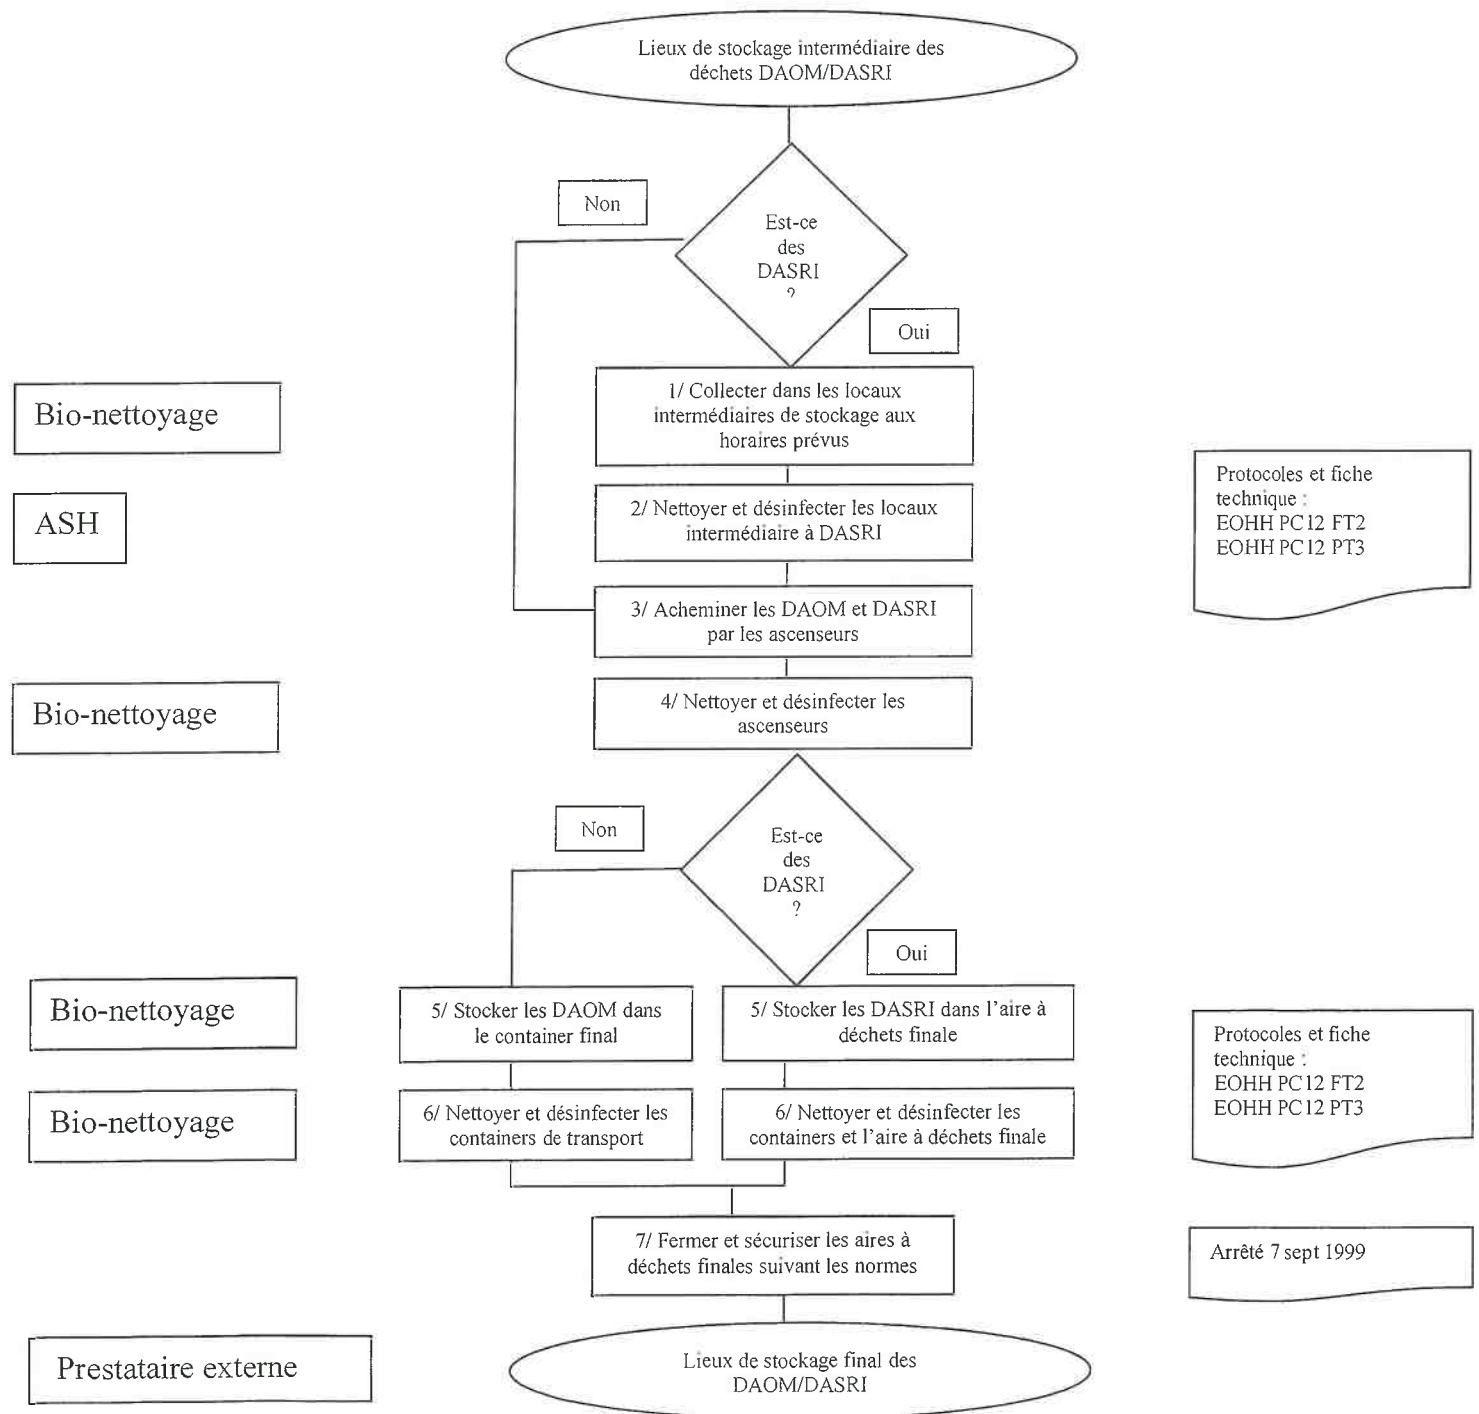 Lieux de stockage intermédiaire des
déchets DAOM/DASRI
Non
Est-ce
des
DASRI
?
Oui
Bio-nettoyage
1/ Collecter dans les locaux
intermédiaires de stockage aux
horaires prévus
ASH
2/ Nettoyer et désinfecter les locaux
intermédiaire à DASRI
Protocoles et fiche
technique :
EOHH PC12 FT2
EOHH PC12 PT3
3/ Acheminer les DAOM et DASRI
par les ascenseurs
Bio-nettoyage
4/ Nettoyer et désinfecter les
ascenseurs
Non
Est-ce
des
DASRI
?
Oui
Bio-nettoyage
5/ Stocker les DAOM dans
le container final
5/ Stocker les DASRI dans l'aire à
déchets finale
Protocoles et fiche
technique :
EOHH PC12 FT2
EOHH PC12 PT3
Bio-nettoyage
6/ Nettoyer et désinfecter les
containers de transport
6/ Nettoyer et désinfecter les
containers et l'aire à déchets finale
7/ Fermer et sécuriser les aires à
déchets finales suivant les normes
Arrêté 7 sept 1999
Prestataire externe
Lieux de stockage final des
DAOM/DASRI